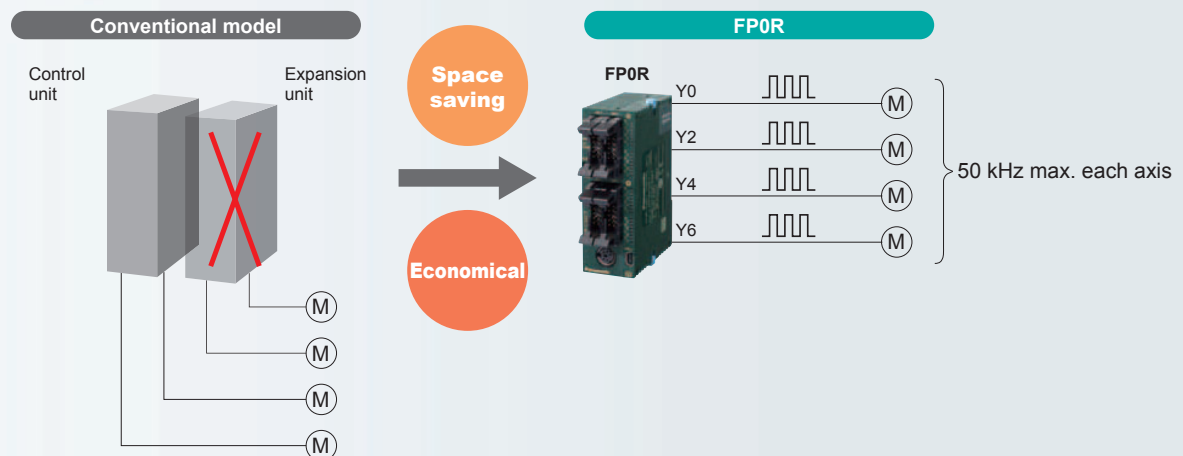 Conventional model
Control
unit
Expansion
unit
M
M
M
M
Space
saving
Economical
FP0R
FP0R
Y0
M
Y2
M
Y4
M
Y6
M
50 kHz max. each axis